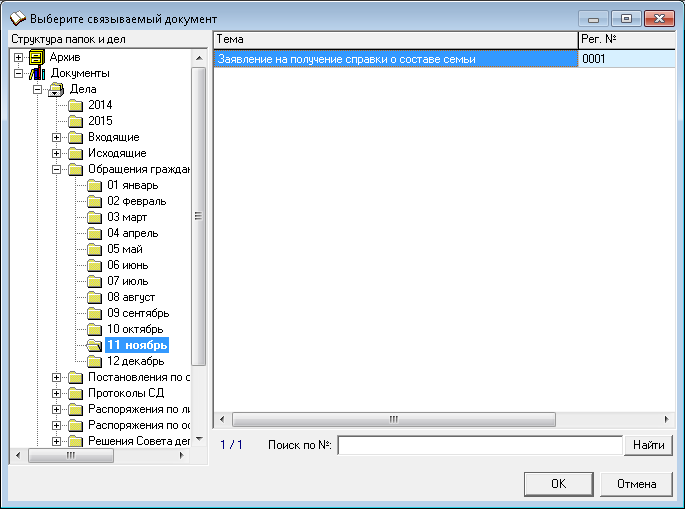 Выберите связываемый документ
Структура папок и дел
Тема
Рег. №
Архив
Документы
Дела
2014
2015
Входящие
Исходящие
Обращения граждан
01 январь
02 февраль
03 март
04 апрель
05 май
06 июнь
07 июль
08 август
09 сентябрь
10 октябрь
11 ноябрь
12 декабрь
Постановления по о
Протоколы СД
Распоряжения по ли
Распоряжения по ос
Решения Совета деп
Заявление на получение справки о составе семьи
0001
1 / 1
Поиск по №:
Найти
OK
Отмена